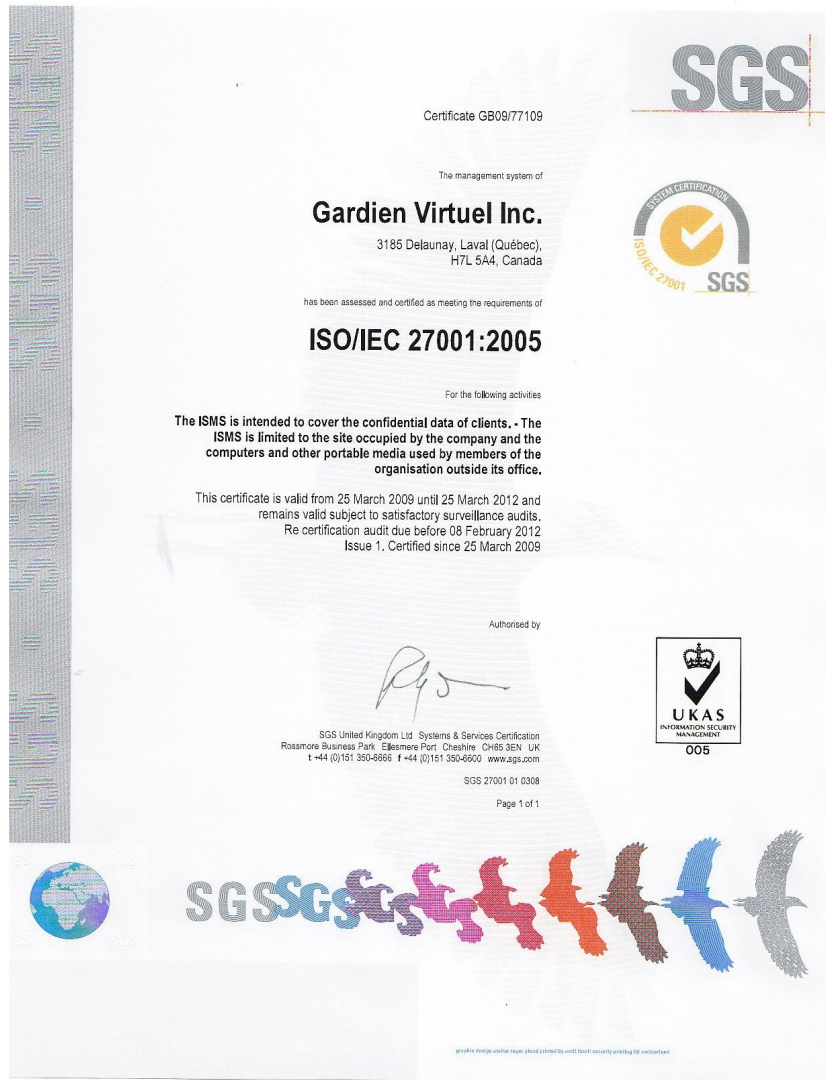 SGS
Certificate GB09/77109
The management system of
Gardien Virtuel Inc.
3185 Delaunay, Laval (Québec),
H7L 5A4, Canada
SYSTEM CERTIFICATION
ISO/IEC 27001
SGS
has been assessed and certified as meeting the requirements of
ISO/IEC 27001:2005
For the following activities
The ISMS is intended to cover the confidential data of clients. - The
ISMS is limited to the site occupied by the company and the
computers and other portable media used by members of the
organisation outside its office.
This certificate is valid from 25 March 2009 until 25 March 2012 and
remains valid subject to satisfactory surveillance audits.
Re certification audit due before 08 February 2012
Issue 1. Certified since 25 March 2009
Authorised by
SGS United Kingdom Ltd Systems & Services Certification
Rossmore Business Park Ellesmere Port Cheshire CH65 3EN UK
t +44 (0)151 350-6666 f +44 (0)151 350-6600 www.sgs.com
SGS 27001 01 0308
Page 1 of 1
UKAS
INFORMATION SECURITY
MANAGEMENT
005
SGSSGSSGS